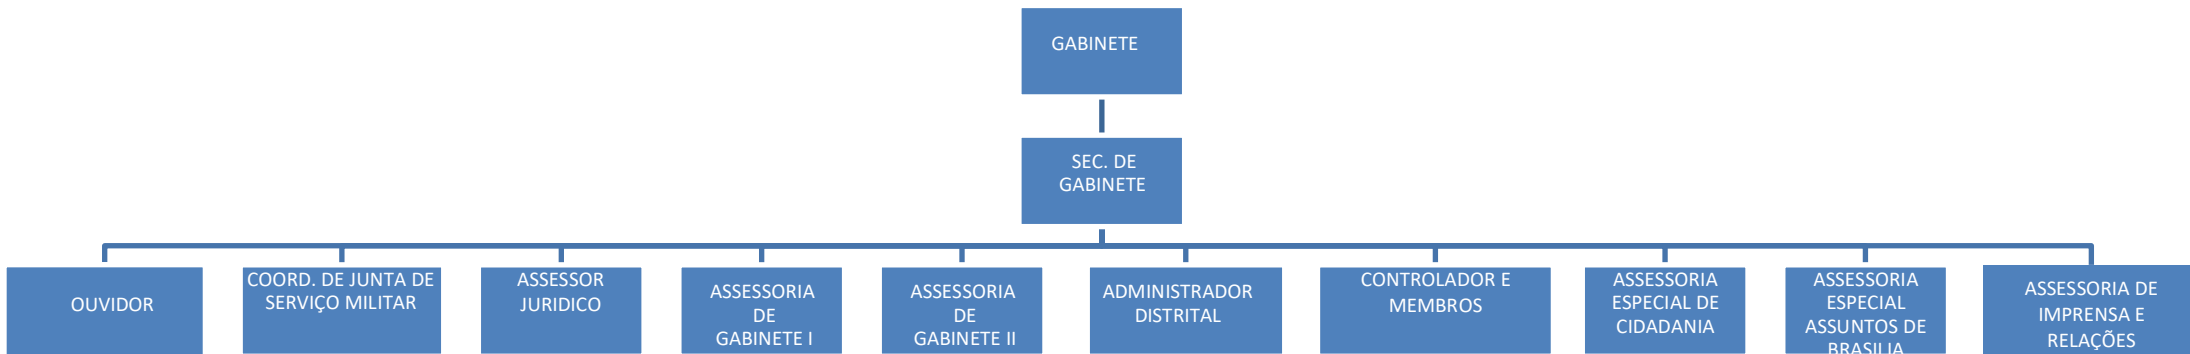 GABINETE
SEC. DE
GABINETE
OUVIDOR
COORD. DE JUNTA DE
SERVIÇO MILITAR
ASSESSOR
JURIDICO
ASSESSORIA
DE
GABINETE I
ASSESSORIA
DE
GABINETE II
ADMINISTRADOR
DISTRITAL
CONTROLADOR E
MEMBROS
ASSESSORIA
ESPECIAL DE
CIDADANIA
ASSESSORIA
ESPECIAL
ASSUNTOS DE
BRASILIA
ASSESSORIA DE
IMPRENSA E
RELAÇÕES